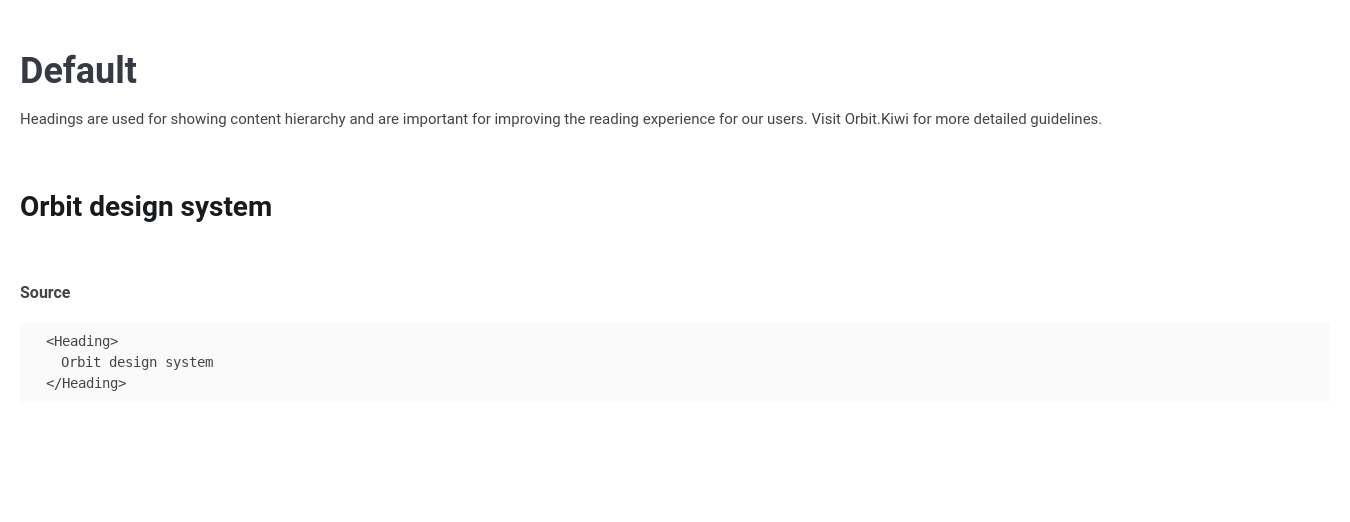 Default
Headings are used for showing content hierarchy and are important for improving the reading experience for our users. Visit Orbit.Kiwi for more detailed guidelines.
Orbit design system
Source
<Heading>
  Orbit design system
</Heading>